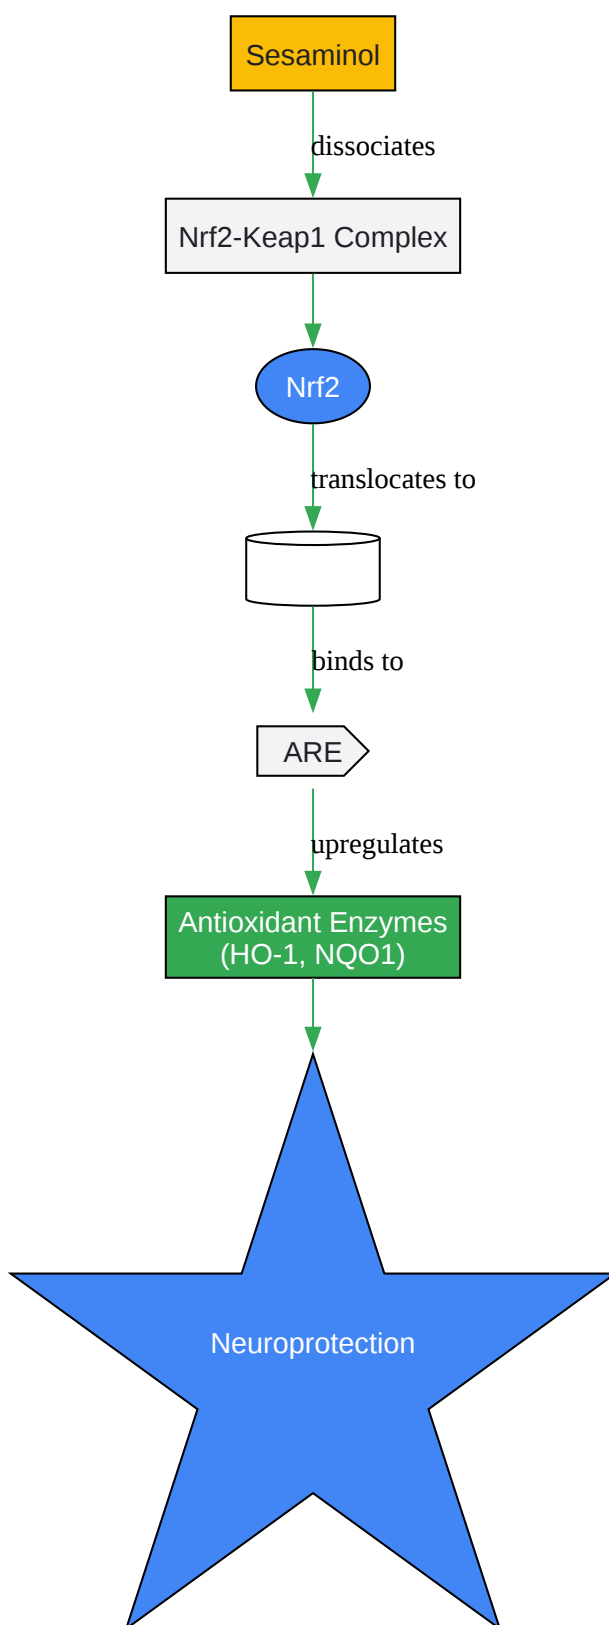 Sesaminol
dissociates
Nrf2-Keap1 Complex
Nrf2
translocates to
binds to
ARE
upregulates
Antioxidant Enzymes
(HO-1, NQO1)
Neuroprotection